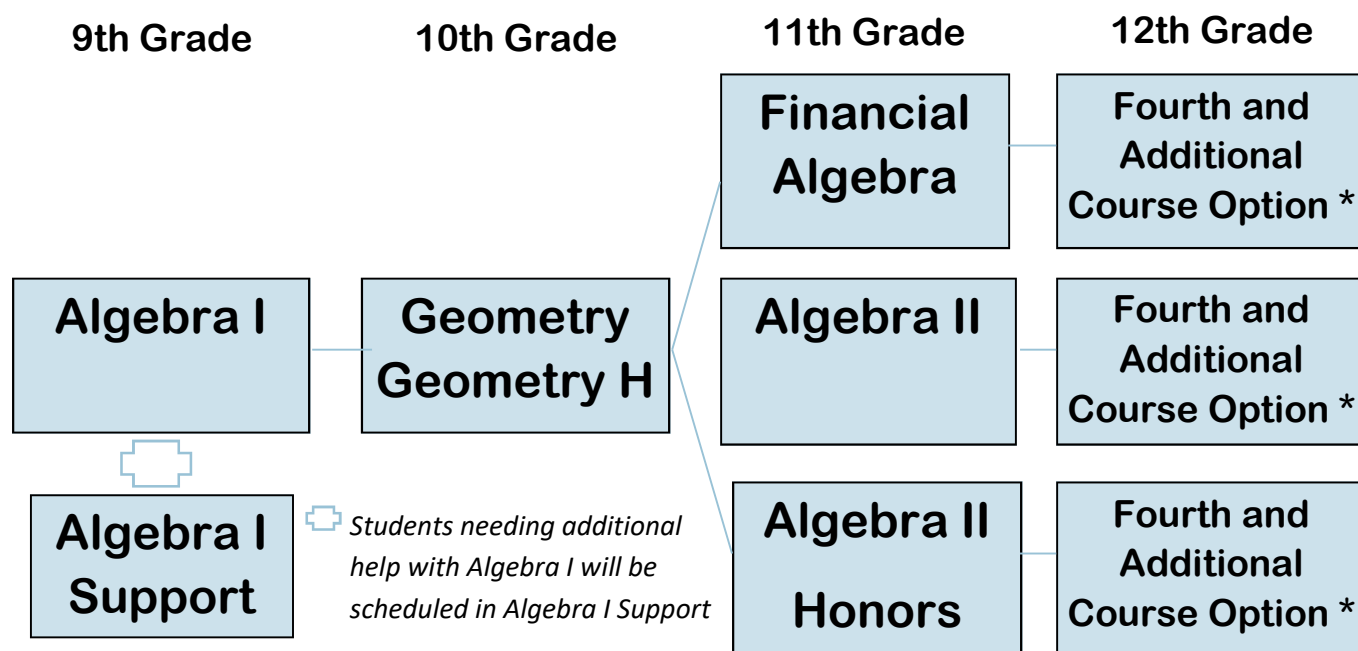 9th Grade
10th Grade
11th Grade
12th Grade
Financial
Algebra
Fourth and
Additional
Course Option *
Algebra I
Geometry
Geometry H
Algebra II
Fourth and
Additional
Course Option *
Algebra I
Support
Students needing additional
help with Algebra I will be
scheduled in Algebra I Support
Algebra II
Honors
Fourth and
Additional
Course Option *